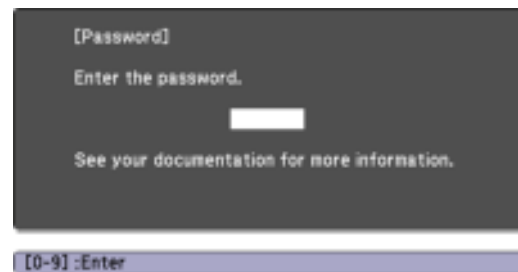 [Password]
Enter the password.
See your documentation for more information.
[0-9] :Enter